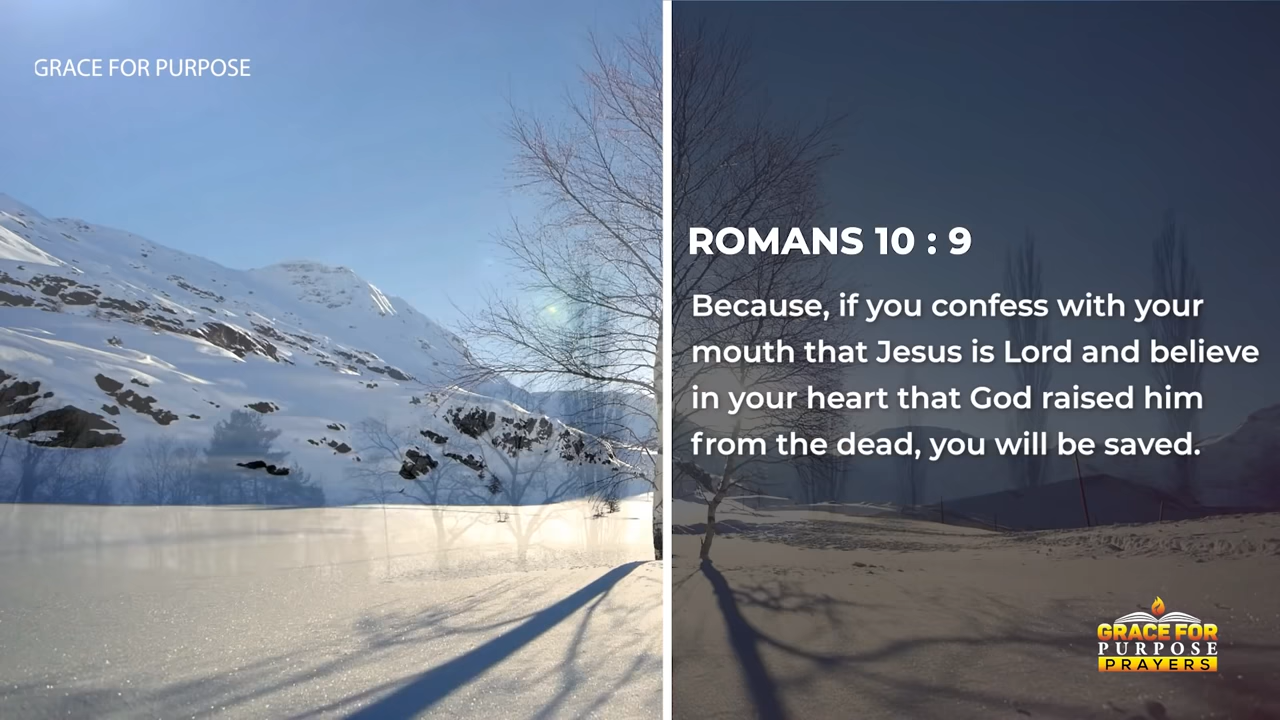 GRACE FOR PURPOSE
ROMANS 10 : 9
Because, if you confess with your
mouth that Jesus is Lord and believe
in your heart that God raised him
from the dead, you will be saved.
GRACE FOR
PURPOSE
PRAYERS